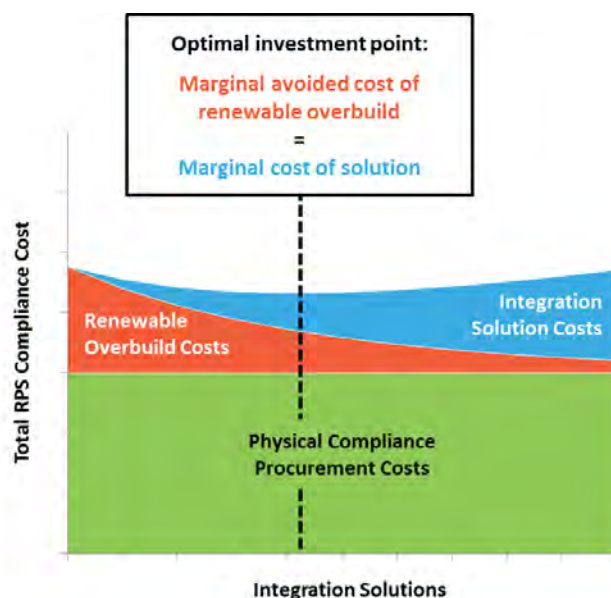 Optimal investment point:
Marginal avoided cost of
renewable overbuild
=
Marginal cost of solution
Total RPS Compliance Cost
Renewable
Overbuild Costs
Integration
Solution Costs
Physical Compliance
Procurement Costs
Integration Solutions